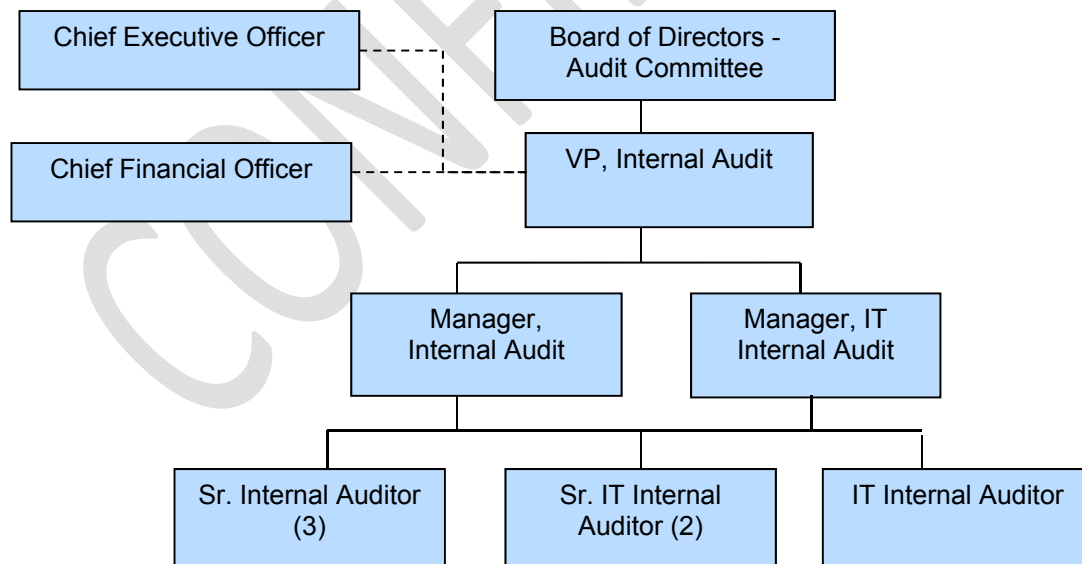 Chief Executive Officer
Board of Directors -
Audit Committee
Chief Financial Officer
VP, Internal Audit
Manager,
Internal Audit
Manager, IT
Internal Audit
Sr. Internal Auditor
(3)
Sr. IT Internal
Auditor (2)
IT Internal Auditor